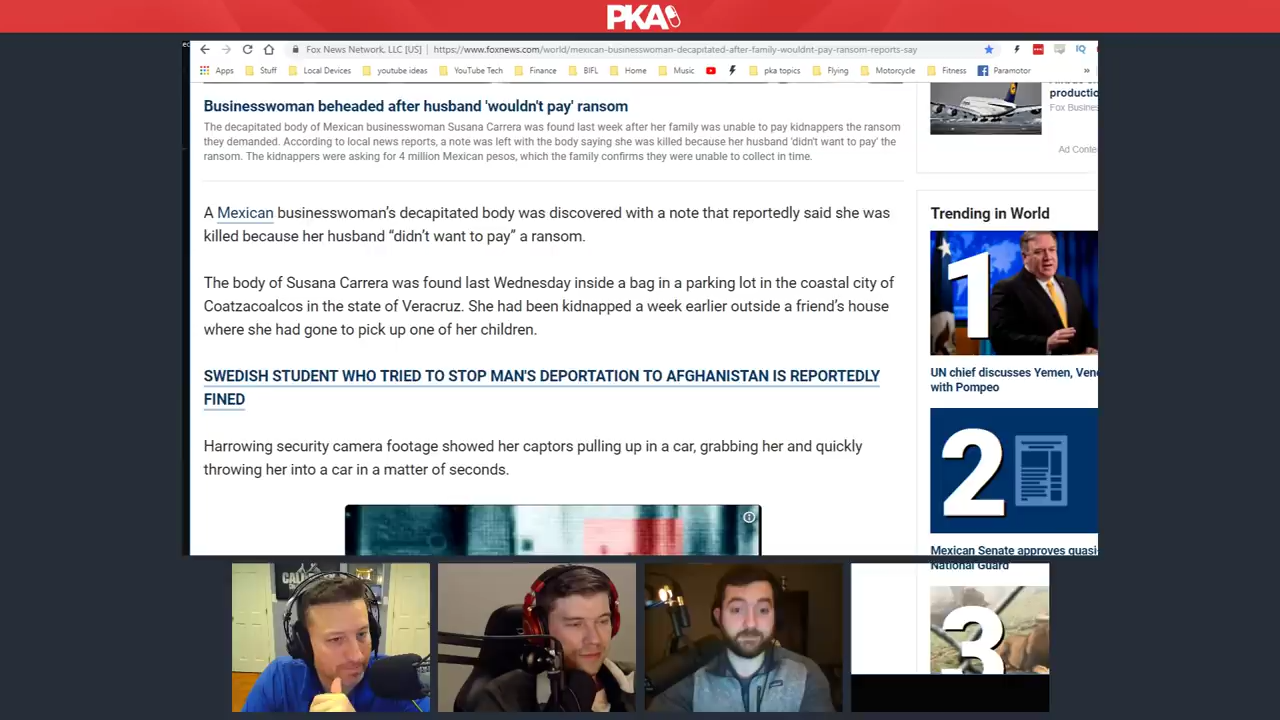 PKA
Fox News Network, LLC [US] | https://www.foxnews.com/world/mexican-businesswoman-decapitated-after-family-wouldnt-pay-ransom-reports-say
IQ
Apps Stuff Local Devices youtube ideas YouTube Tech Finance BIFL Home Music pka topics Flying Motorcycle Fitness Paramotor »
Businesswoman beheaded after husband 'wouldn't pay' ransom
The decapitated body of Mexican businesswoman Susana Carrera was found last week after her family was unable to pay kidnappers the ransom
they demanded. According to local news reports, a note was left with the body saying she was killed because her husband 'didn't want to pay' the
ransom. The kidnappers were asking for 4 million Mexican pesos, which the family confirms they were unable to collect in time.
A Mexican businesswoman’s decapitated body was discovered with a note that reportedly said she was
killed because her husband “didn’t want to pay” a ransom.
The body of Susana Carrera was found last Wednesday inside a bag in a parking lot in the coastal city of
Coatzacoalcos in the state of Veracruz. She had been kidnapped a week earlier outside a friend’s house
where she had gone to pick up one of her children.
SWEDISH STUDENT WHO TRIED TO STOP MAN'S DEPORTATION TO AFGHANISTAN IS REPORTEDLY
FINED
Harrowing security camera footage showed her captors pulling up in a car, grabbing her and quickly
throwing her into a car in a matter of seconds.
productio
Fox Busines
Ad Conte
Trending in World
1
UN chief discusses Yemen, Vene
with Pompeo
2
Mexican Senate approves quasi-
National Guard
3